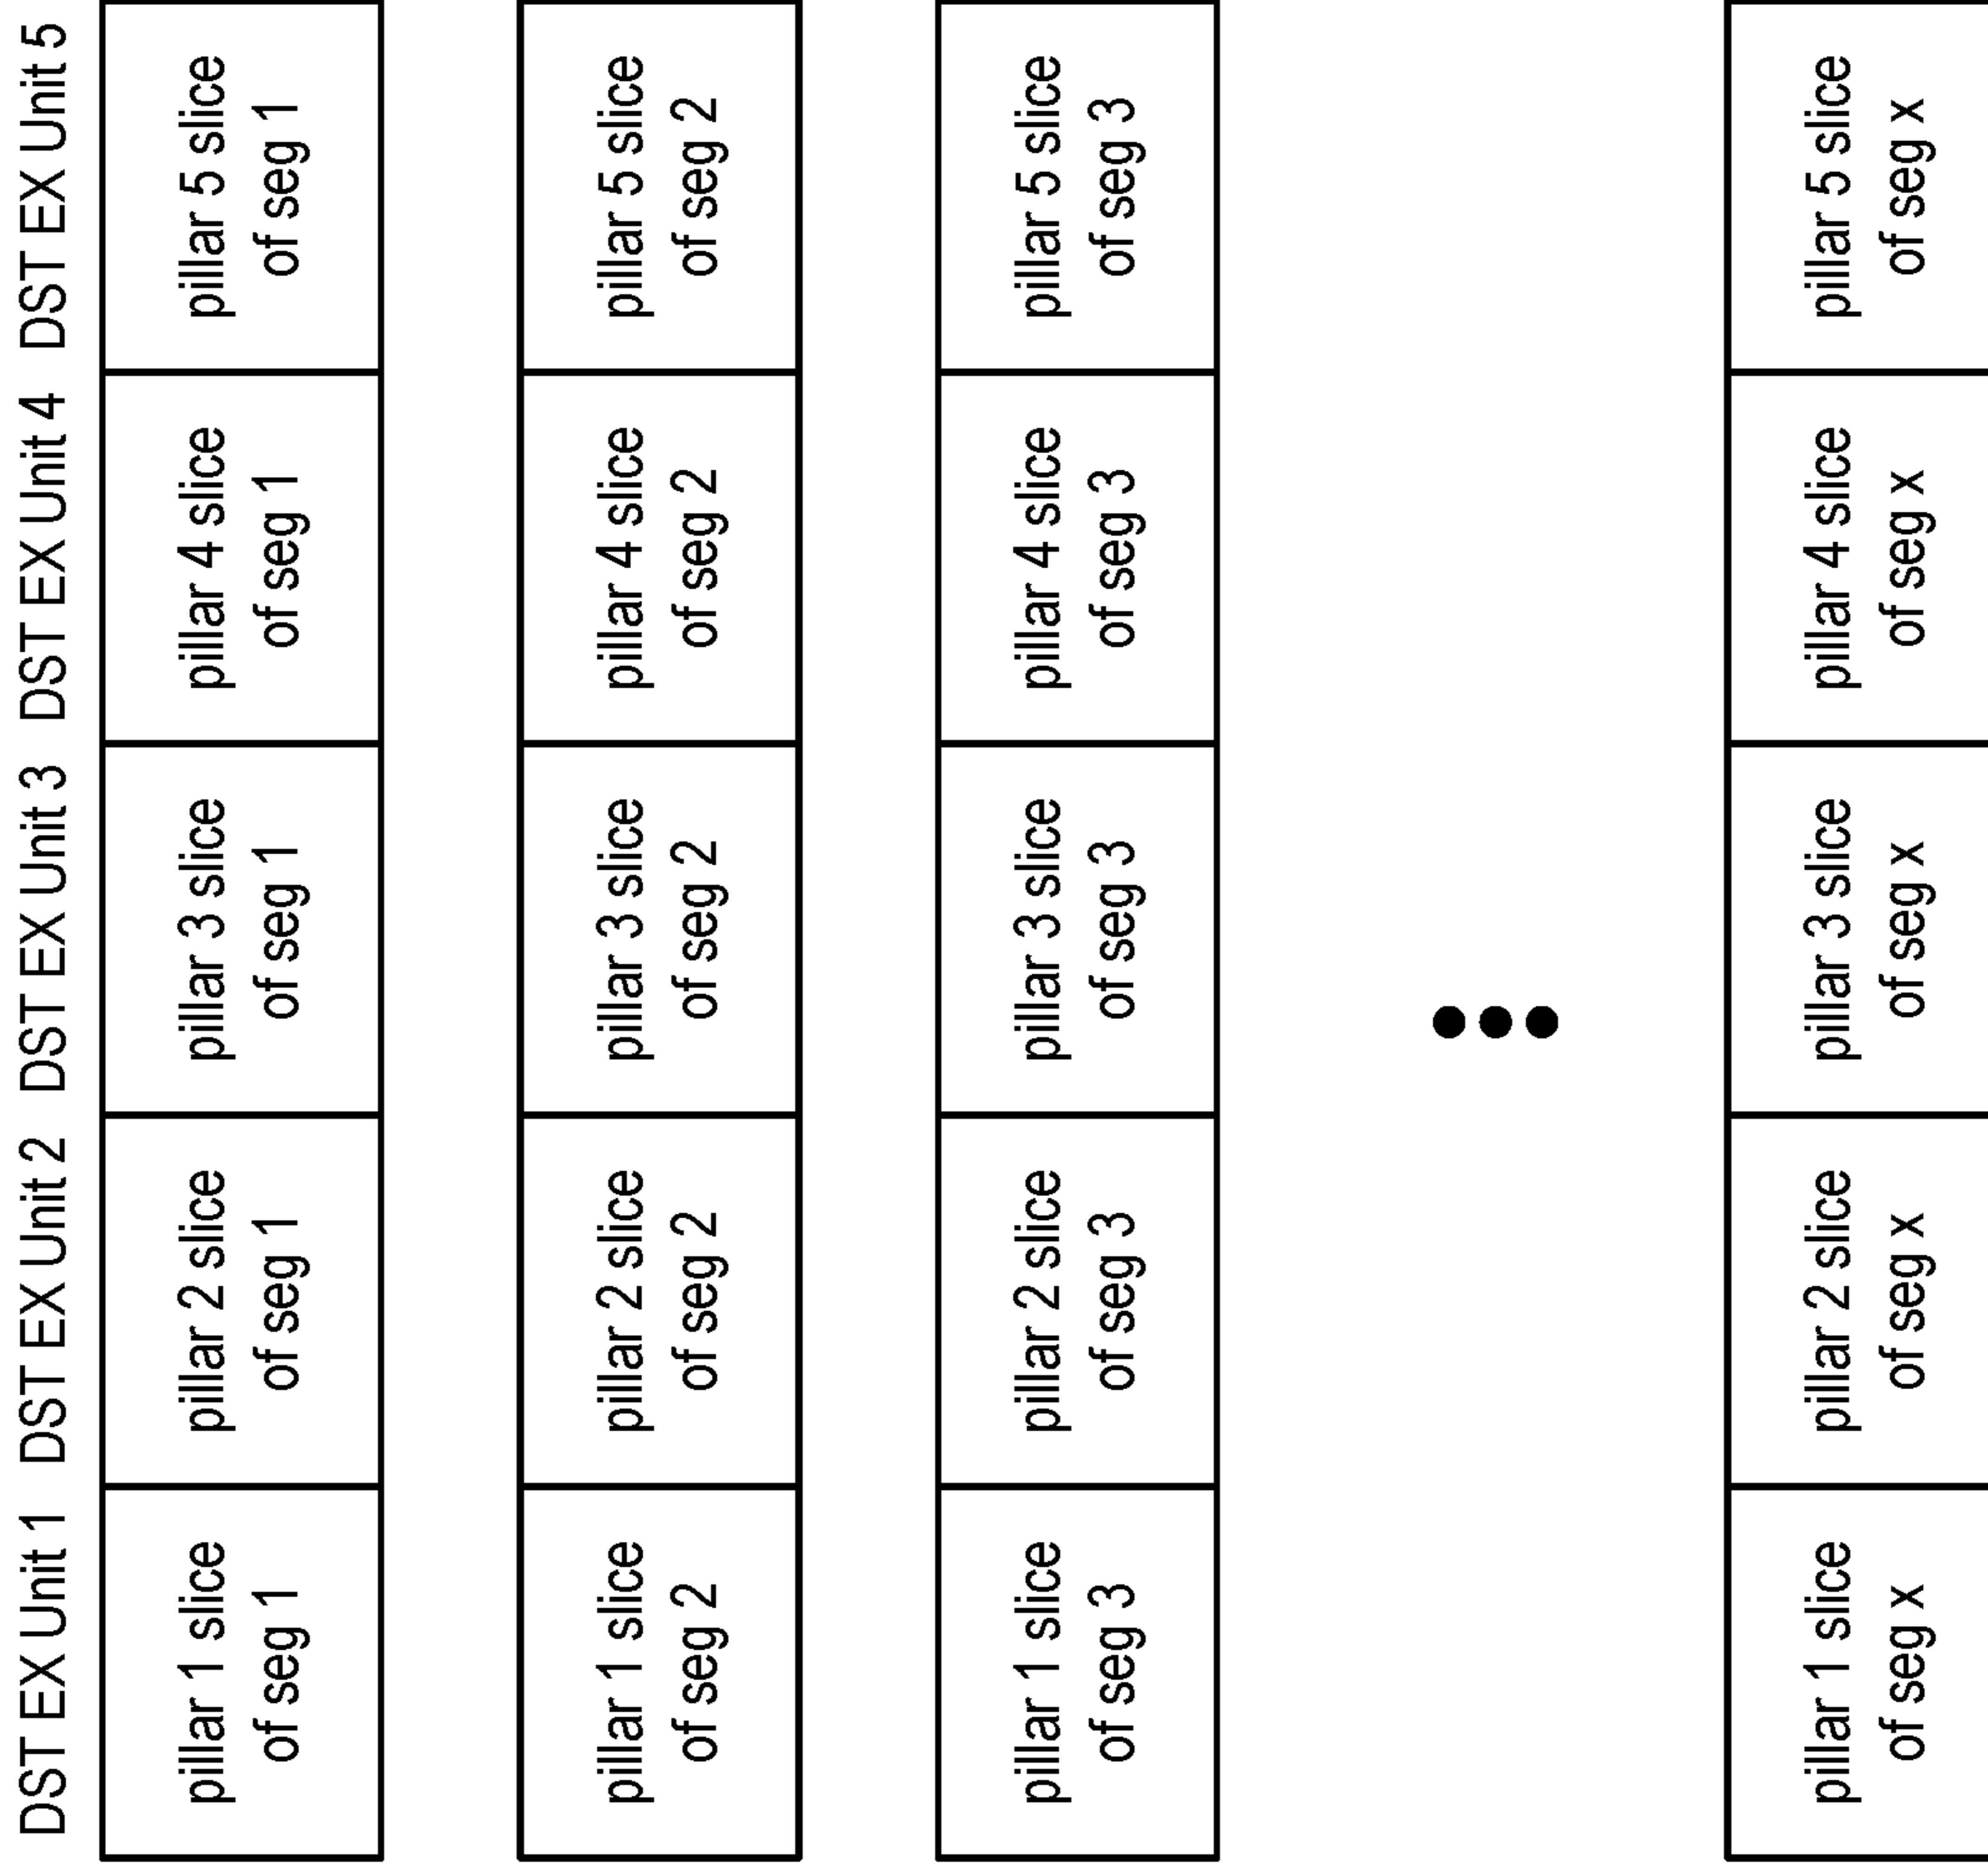 DST EX Unit 1 DST EX Unit 2 DST EX Unit 3 DST EX Unit 4 DST EX Unit 5
pillar 1 slice
of seg 1
pillar 2 slice
of seg 1
pillar 3 slice
of seg 1
pillar 4 slice
of seg 1
pillar 5 slice
of seg 1
pillar 1 slice
of seg 2
pillar 2 slice
of seg 2
pillar 3 slice
of seg 2
pillar 4 slice
of seg 2
pillar 5 slice
of seg 2
pillar 1 slice
of seg 3
pillar 2 slice
of seg 3
pillar 3 slice
of seg 3
pillar 4 slice
of seg 3
pillar 5 slice
of seg 3
pillar 1 slice
of seg x
pillar 2 slice
of seg x
pillar 3 slice
of seg x
pillar 4 slice
of seg x
pillar 5 slice
of seg x